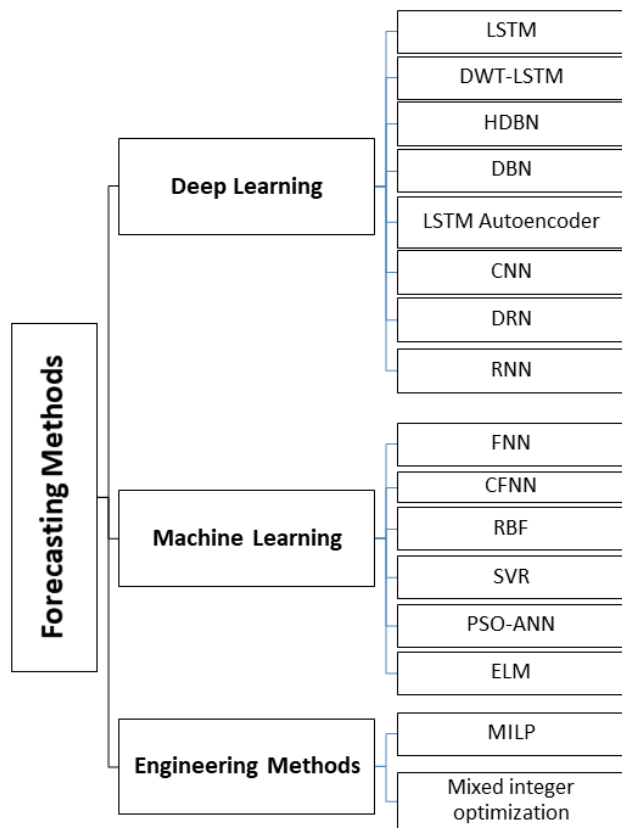 Forecasting Methods
Deep Learning
LSTM
DWT-LSTM
HDBN
DBN
LSTM Autoencoder
CNN
DRN
RNN
Machine Learning
FNN
CFNN
RBF
SVR
PSO-ANN
ELM
Engineering Methods
MILP
Mixed integer
optimization